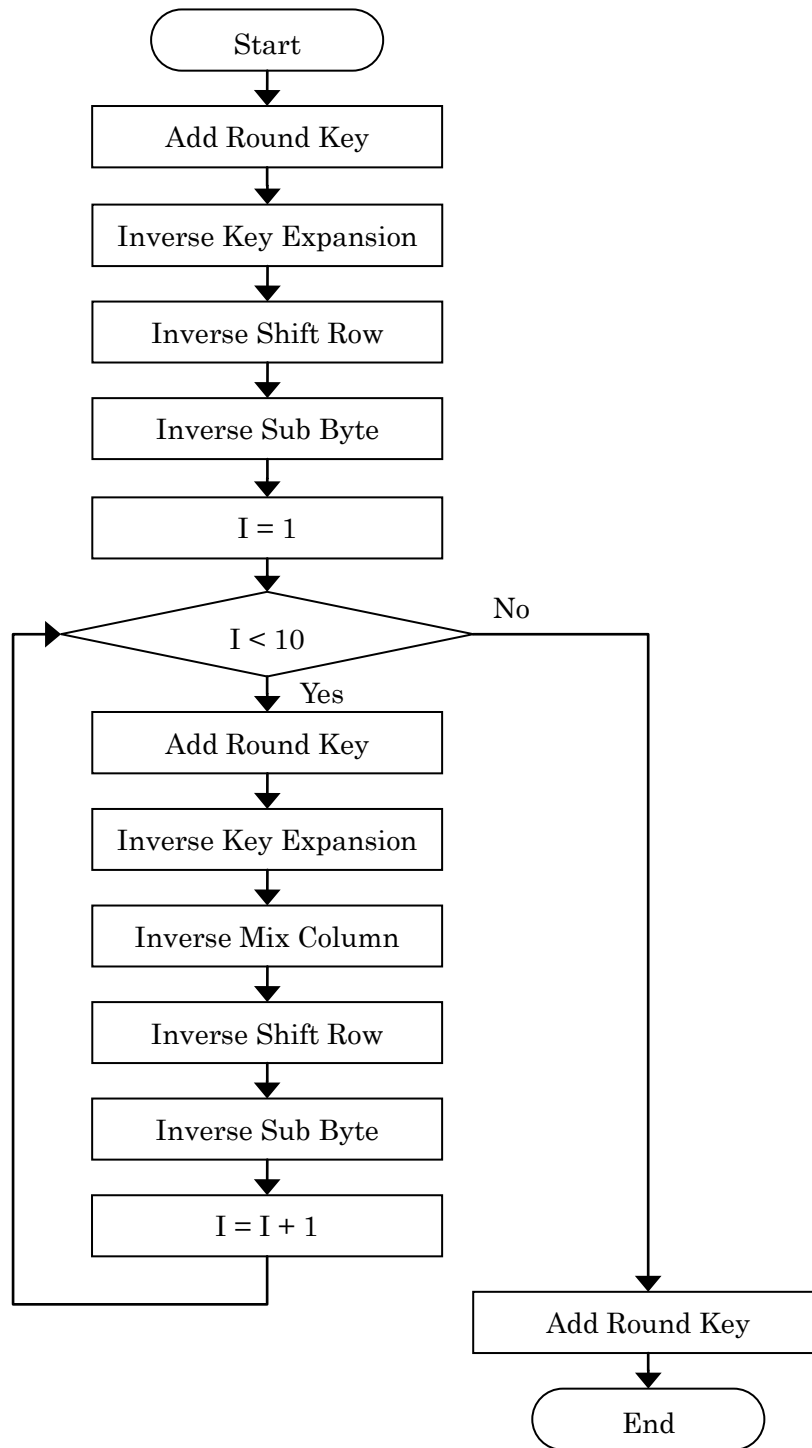 Start
Add Round Key
Inverse Key Expansion
Inverse Shift Row
Inverse Sub Byte
I = 1
I < 10
No
Yes
Add Round Key
Inverse Key Expansion
Inverse Mix Column
Inverse Shift Row
Inverse Sub Byte
I = I + 1
Add Round Key
End